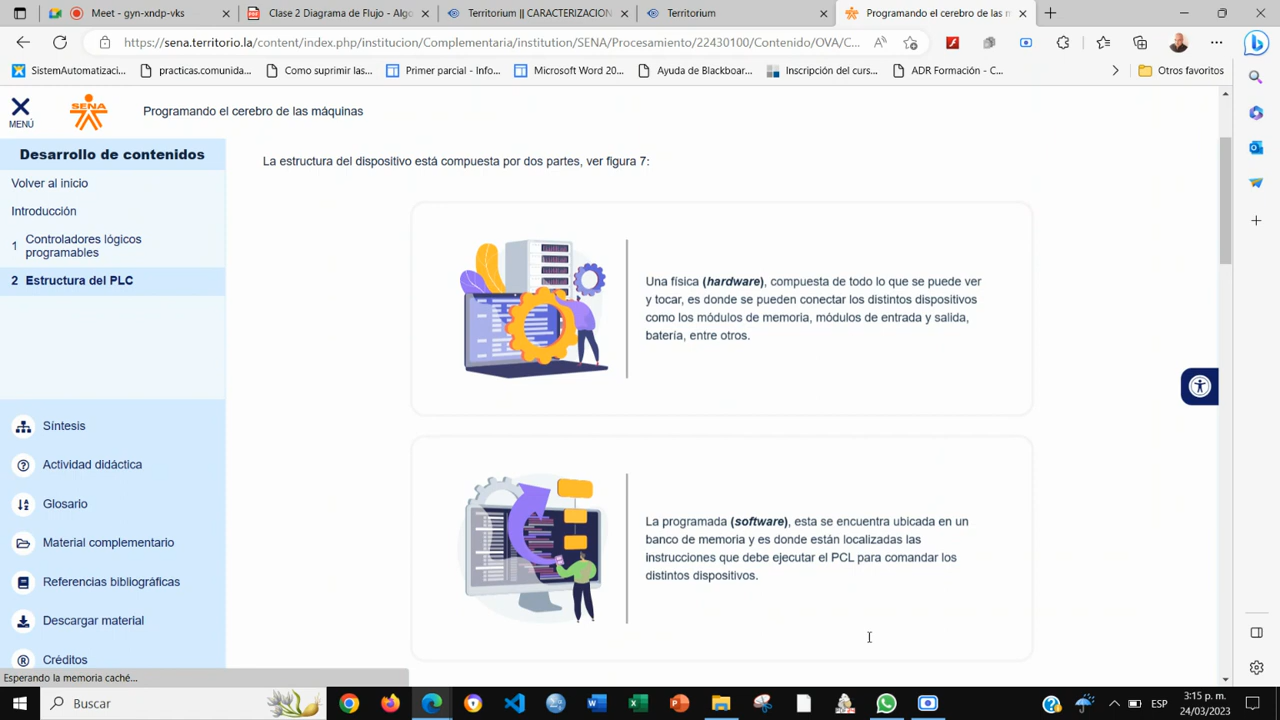 Meet - gyn-xndp-vks
Clase 2 Diagrama de Flujo - Algo
Territorium || CARACTERIZACION
Territorium
Programando el cerebro de las m
https://sena.territorio.la/content/index.php/institucion/Complementaria/institution/SENA/Procesamiento/22430100/Contenido/OVA/C...
SistemAutomatizaci...
practicas.comunida...
Como suprimir las...
Primer parcial - Info...
Microsoft Word 20...
Ayuda de Blackboar...
Inscripción del curs...
ADR Formación - C...
Otros favoritos
MENÚ
SENA
Programando el cerebro de las máquinas
Desarrollo de contenidos
Volver al inicio
Introducción
1 Controladores lógicos
programables
2 Estructura del PLC
Síntesis
Actividad didáctica
Glosario
Material complementario
Referencias bibliográficas
Descargar material
Créditos
Esperando la memoria caché...
La estructura del dispositivo está compuesta por dos partes, ver figura 7:
Una física (hardware), compuesta de todo lo que se puede ver
y tocar, es donde se pueden conectar los distintos dispositivos
como los módulos de memoria, módulos de entrada y salida,
batería, entre otros.
La programada (software), esta se encuentra ubicada en un
banco de memoria y es donde están localizadas las
instrucciones que debe ejecutar el PCL para comandar los
distintos dispositivos.
Buscar
ESP
3:15 p. m.
24/03/2023